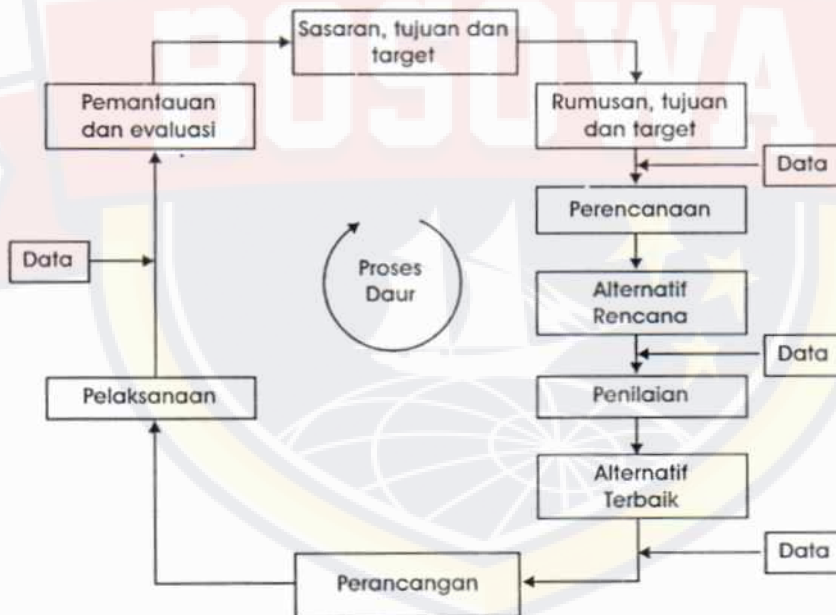 BOSOWA
Sasaran, tujuan dan
target
Pemantauan
dan evaluasi
Rumusan, tujuan
dan target
Data
Perencanaan
Data
Proses
Daur
Alternatif
Rencana
Data
Pelaksanaan
Penilaian
Alternatif
Terbaik
Data
Perancangan